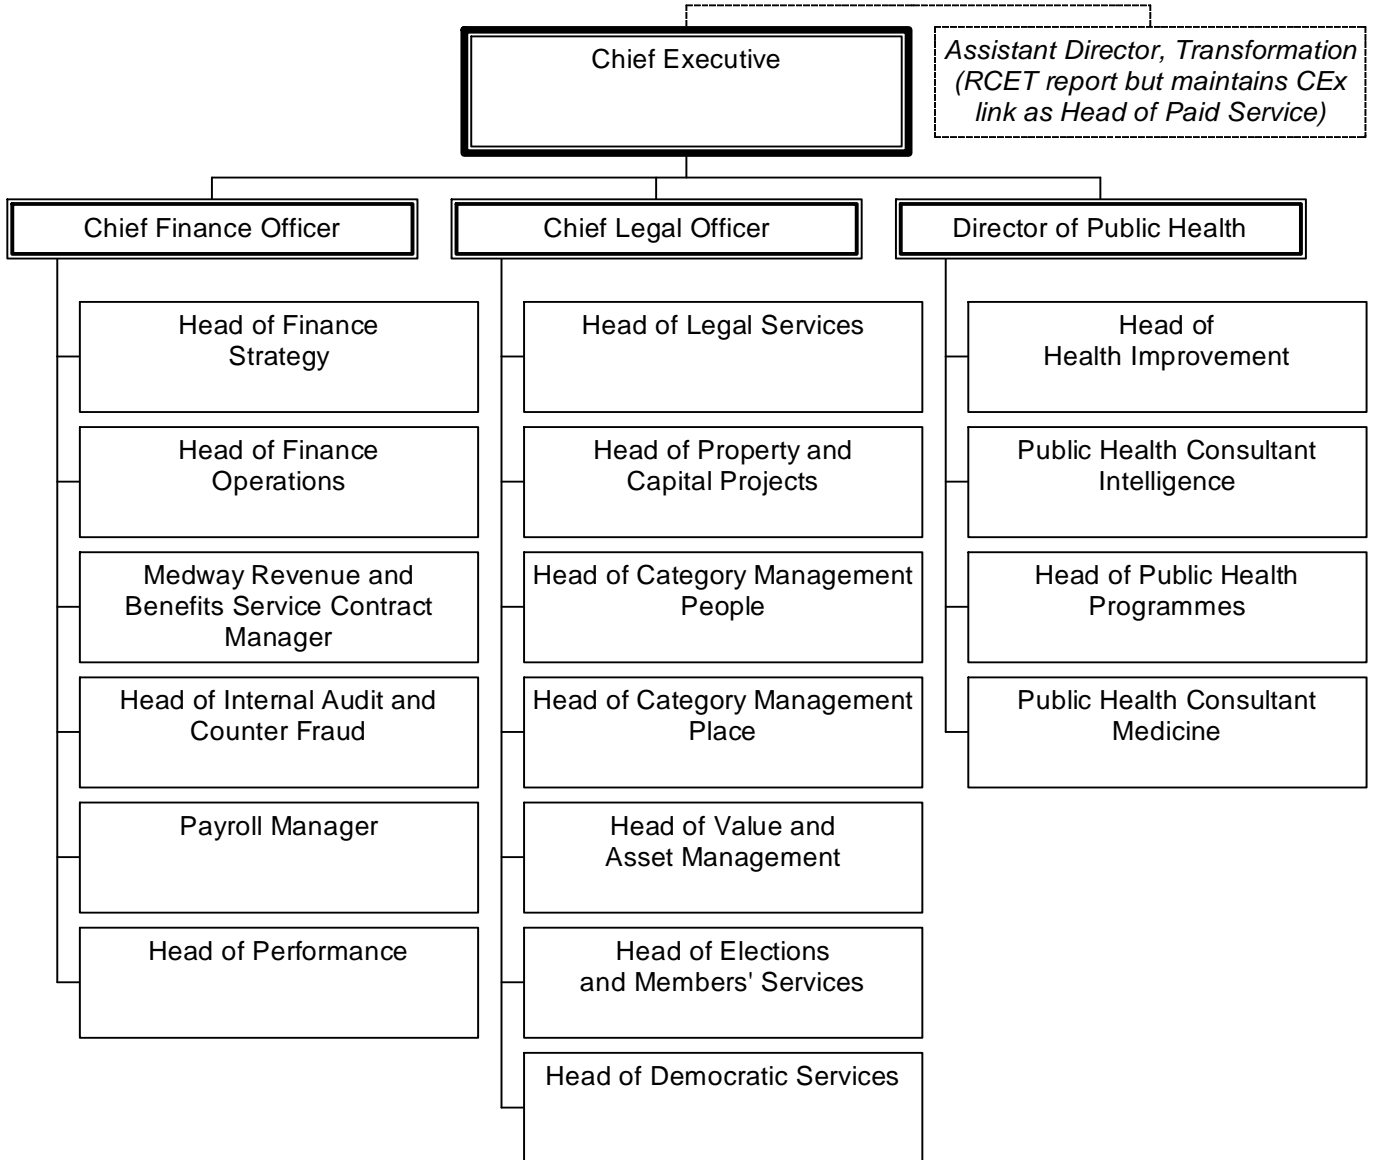 Chief Executive
Assistant Director, Transformation
(RCET report but maintains CEx
link as Head of Paid Service)
Chief Finance Officer
Chief Legal Officer
Director of Public Health
Head of Finance
Strategy
Head of Finance
Operations
Medway Revenue and
Benefits Service Contract
Manager
Head of Internal Audit and
Counter Fraud
Payroll Manager
Head of Performance
Head of Legal Services
Head of Property and
Capital Projects
Head of Category Management
People
Head of Category Management
Place
Head of Value and
Asset Management
Head of Elections
and Members' Services
Head of Democratic Services
Head of
Health Improvement
Public Health Consultant
Intelligence
Head of Public Health
Programmes
Public Health Consultant
Medicine